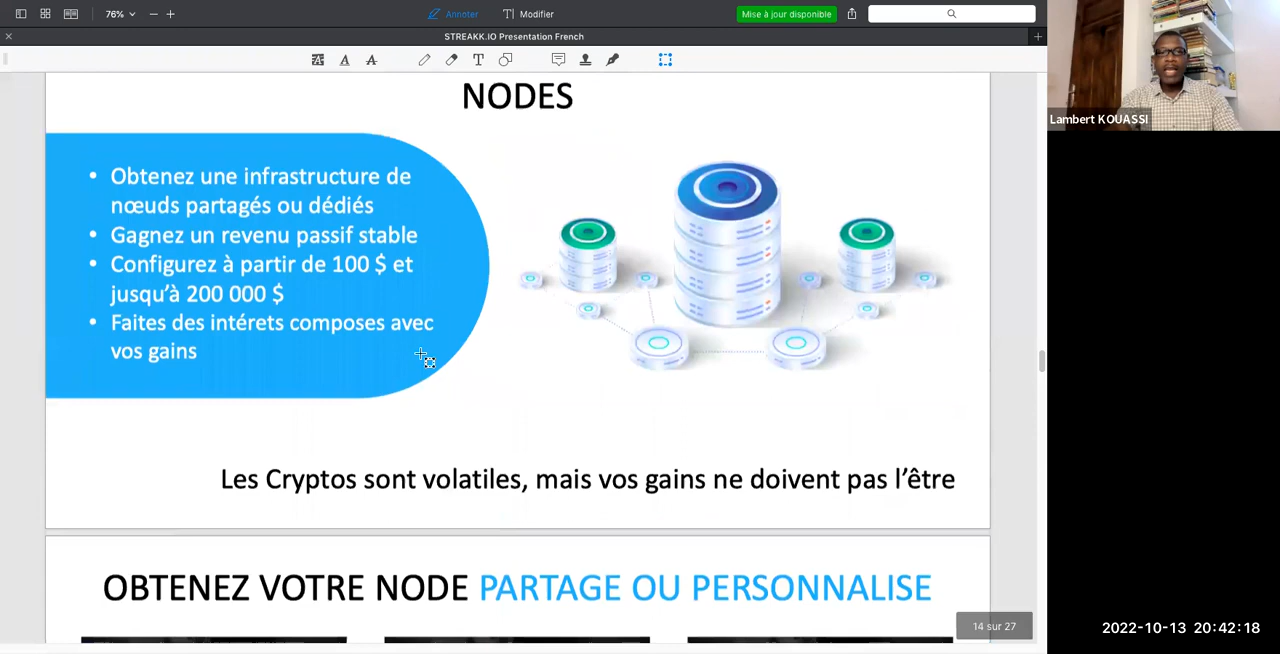 76%
Annoter
Modifier
Mise à jour disponible
STREAKK.IO Presentation French
NODES
• Obtenez une infrastructure de
nœuds partagés ou dédiés
• Gagnez un revenu passif stable
• Configurez à partir de 100 $ et
jusqu’à 200 000 $
• Faites des intérets composes avec
vos gains
Les Cryptos sont volatiles, mais vos gains ne doivent pas l’être
OBTENEZ VOTRE NODE PARTAGE OU PERSONNALISE
14 sur 27
Lambert KOUASSI
2022-10-13 20:42:18